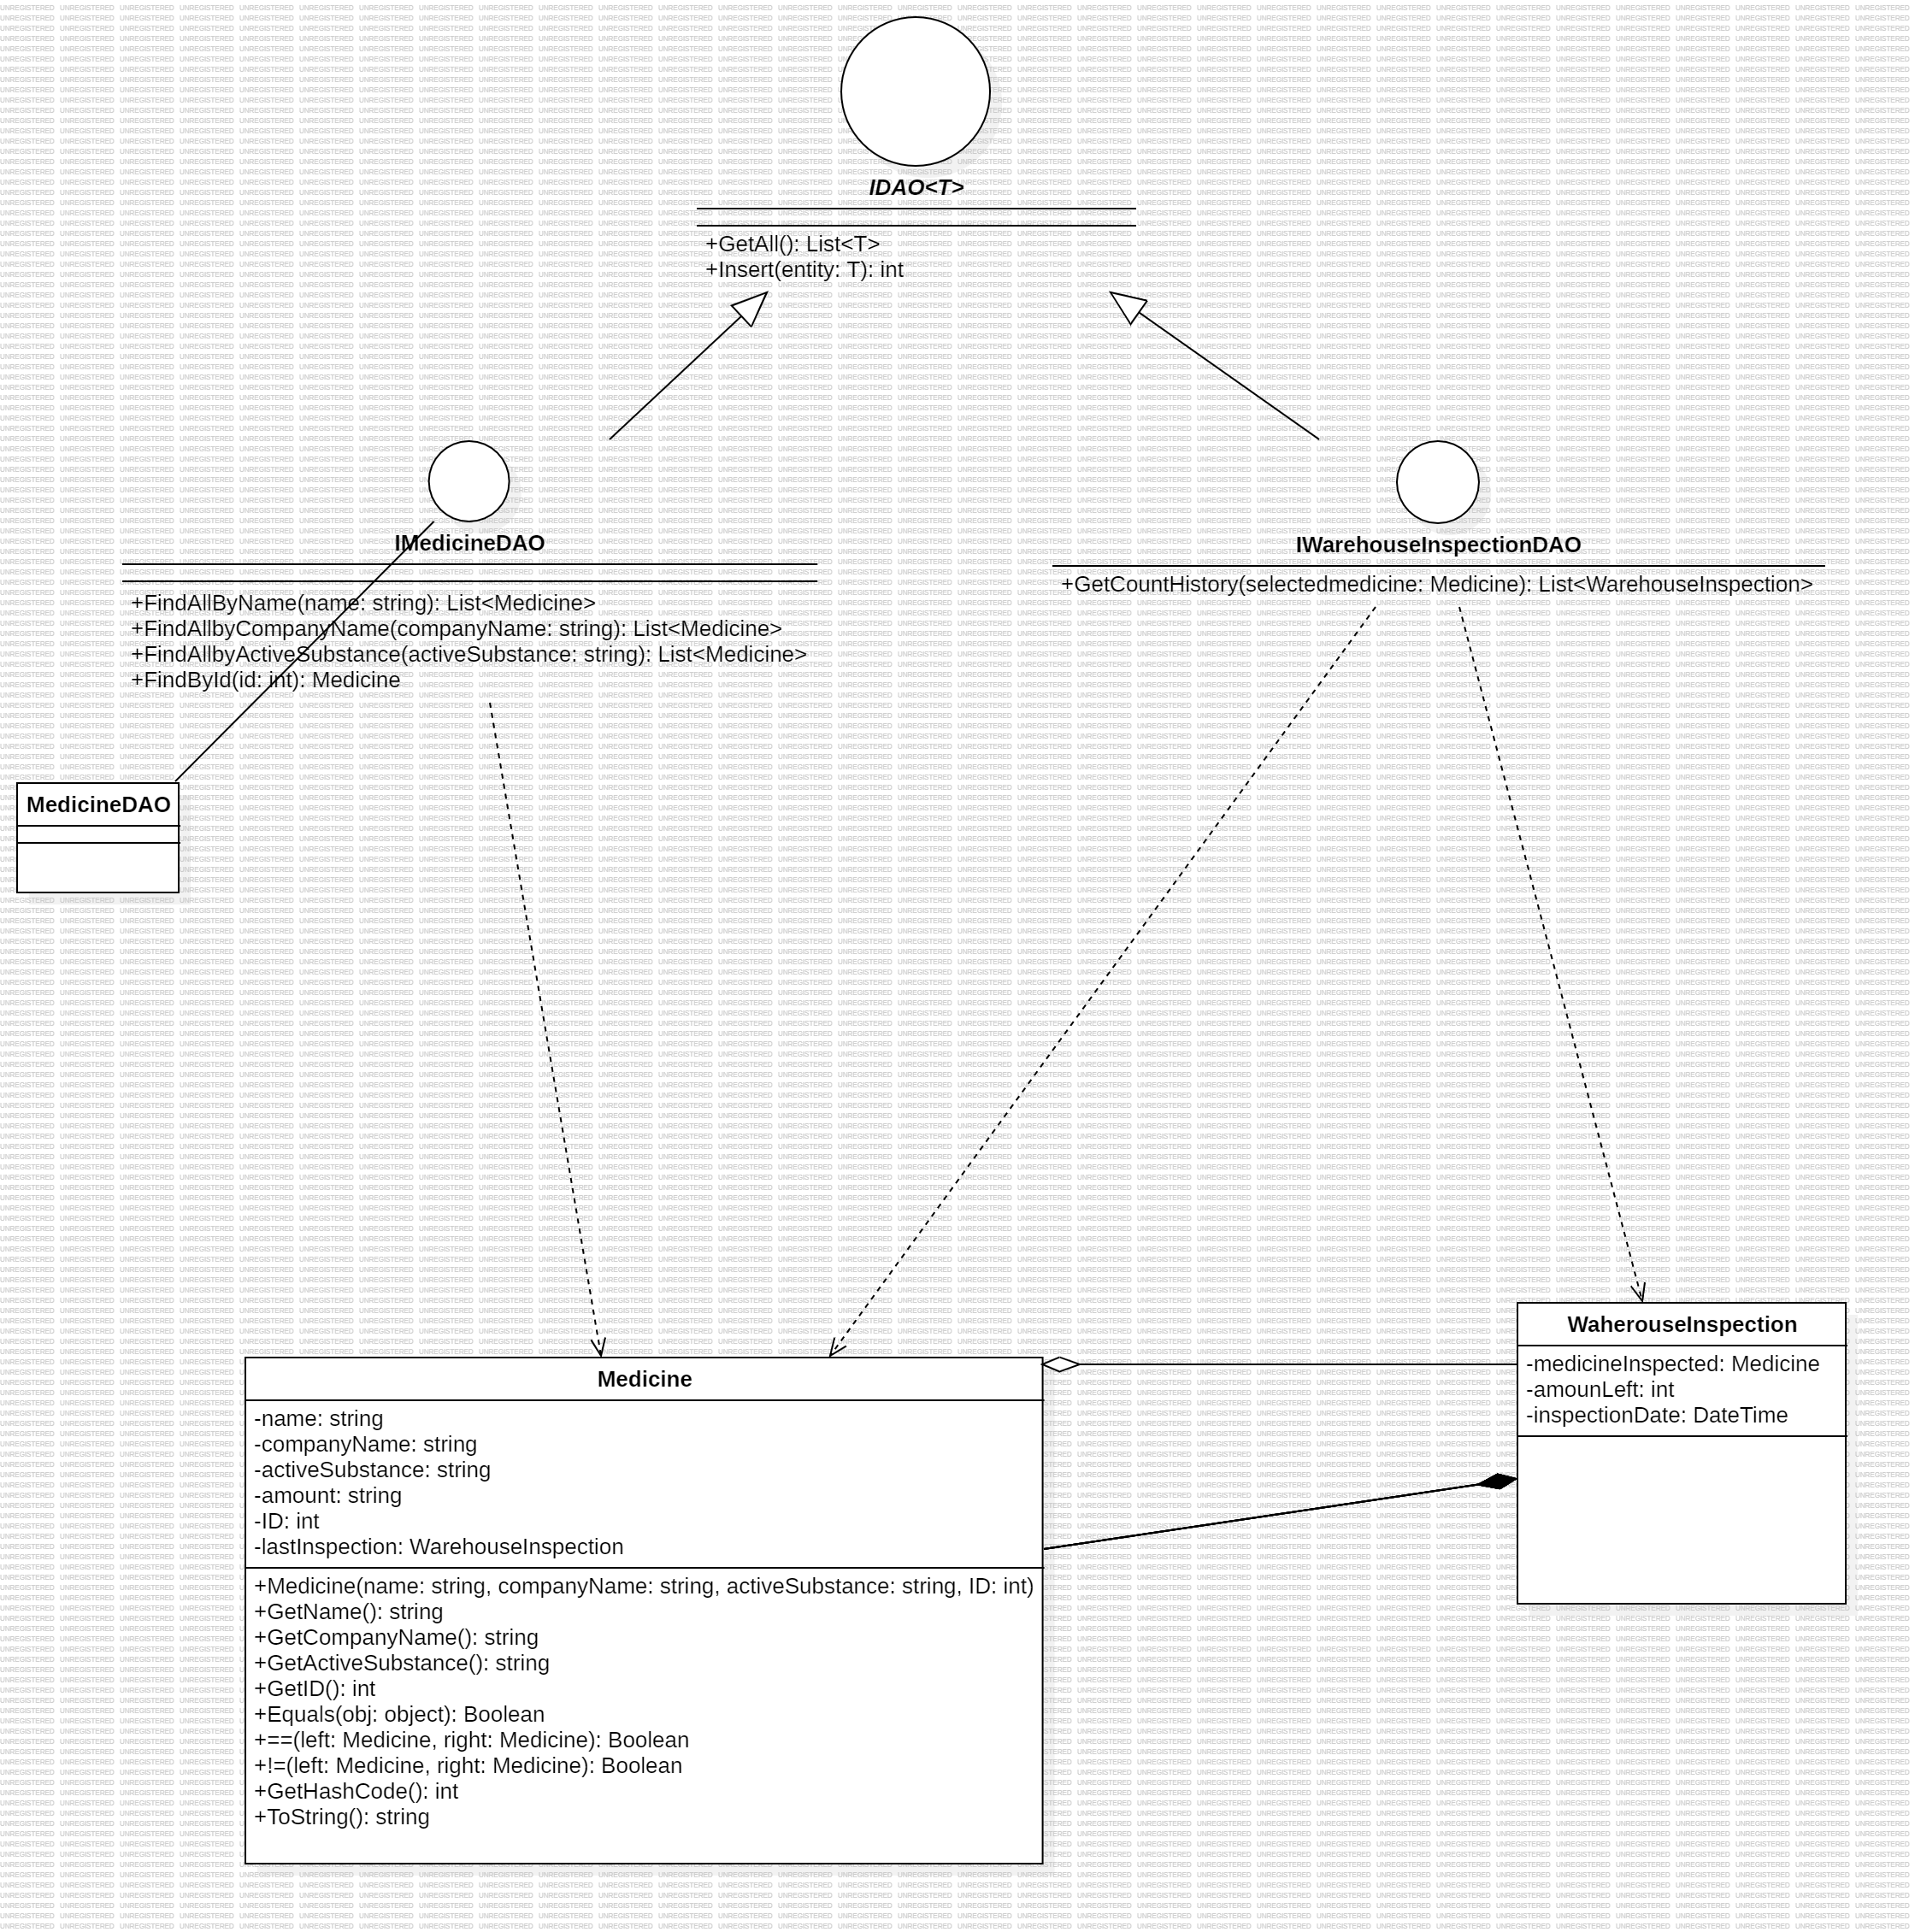 IDAO<T>
+GetAll(): List<T>
+Insert(entity: T): int
IMedicineDAO
+FindAllByName(name: string): List<Medicine>
+FindAllbyCompanyName(companyName: string): List<Medicine>
+FindAllbyActiveSubstance(activeSubstance: string): List<Medicine>
+FindById(id: int): Medicine
IWarehouseInspectionDAO
+GetCountHistory(selectedmedicine: Medicine): List<WarehouseInspection>
MedicineDAO
WaherouseInspection
-medicineInspected: Medicine
-amounLeft: int
-inspectionDate: DateTime
Medicine
-name: string
-companyName: string
-activeSubstance: string
-amount: string
-ID: int
-lastInspection: WarehouseInspection
+Medicine(name: string, companyName: string, activeSubstance: string, ID: int)
+GetName(): string
+GetCompanyName(): string
+GetActiveSubstance(): string
+GetID(): int
+Equals(obj: object): Boolean
+==(left: Medicine, right: Medicine): Boolean
+!=(left: Medicine, right: Medicine): Boolean
+GetHashCode(): int
+ToString(): string
UNREGISTERED